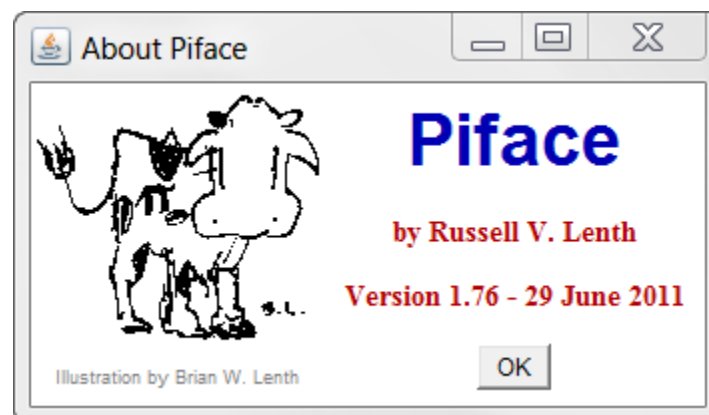 About Piface
Piface
by Russell V. Lenth
Version 1.76 - 29 June 2011
B.L.
Illustration by Brian W. Lenth
OK